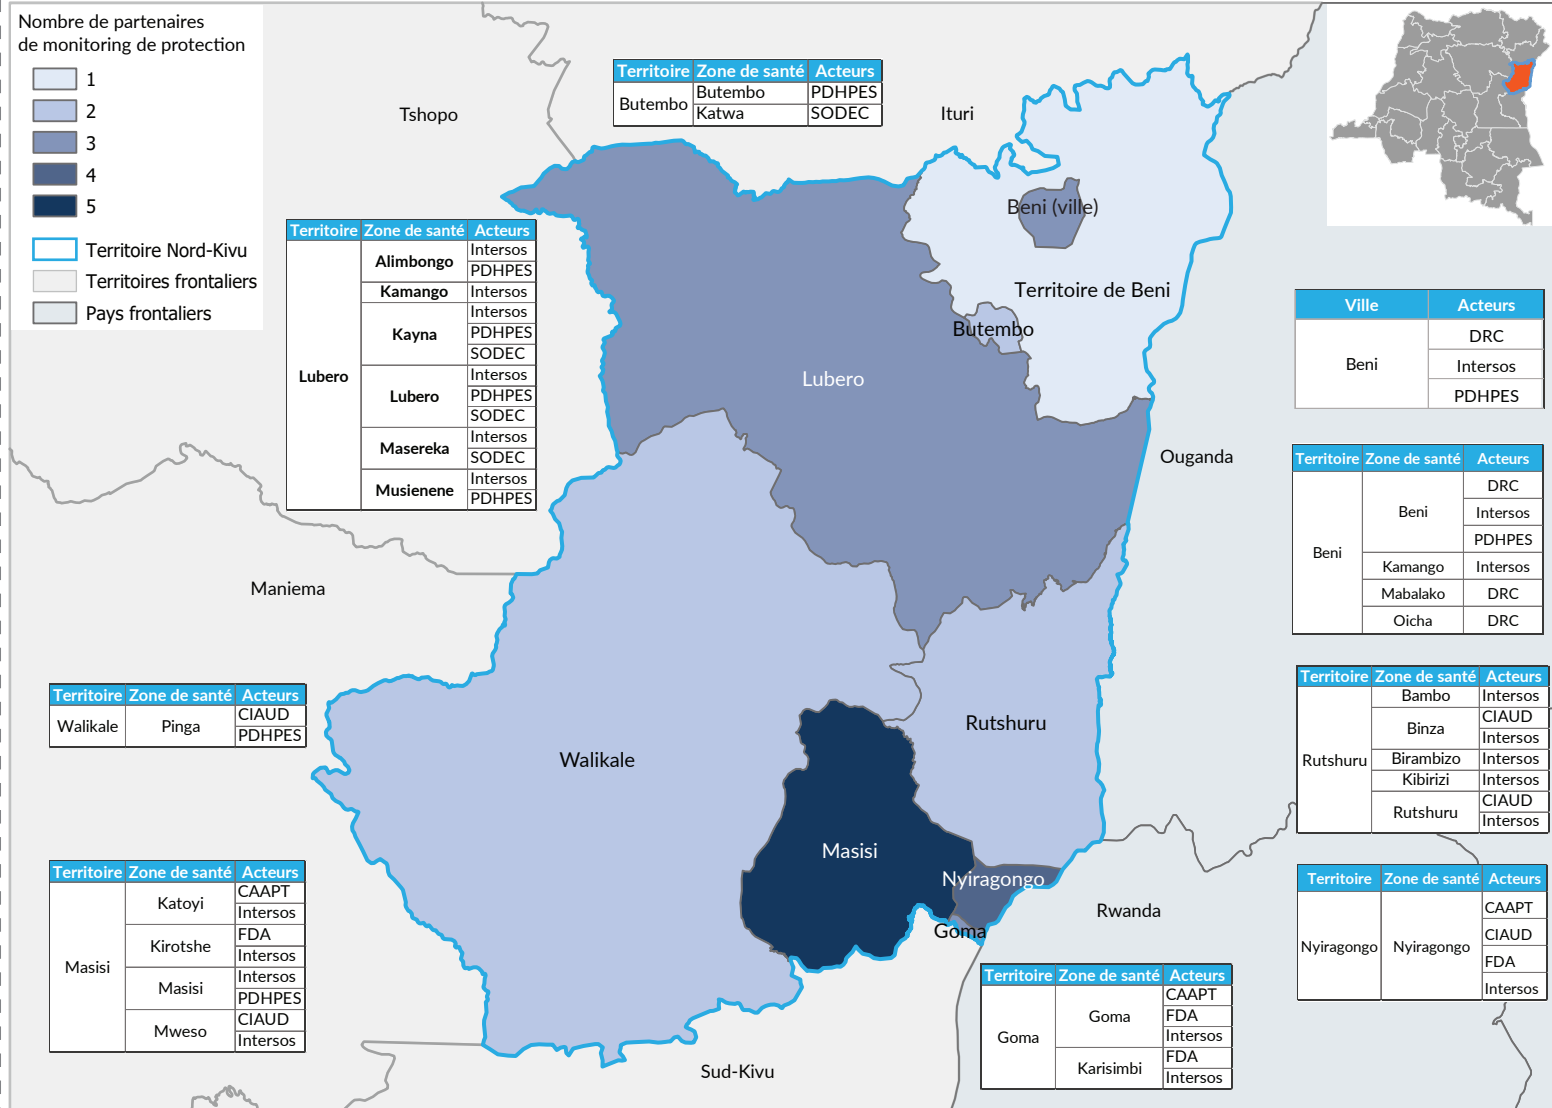 Nombre de partenaires
de monitoring de protection
1
2
3
4
5
Territoire Nord-Kivu
Territoires frontaliers
Pays frontaliers
Territoire Zone de santé Acteurs
Butembo Butembo PDHPES
Katwa SODEC
Tshopo
Ituri
Beni (ville)
Territoire de Beni
Butembo
Lubero
Ouganda
Maniema
Walikale
Rutshuru
Masisi
Nyiragongo
Goma
Rwanda
Sud-Kivu
Territoire Zone de santé Acteurs
Lubero Alimbongo Intersos
PDHPES
Kamango Intersos
Kayna Intersos
PDHPES
SODEC
Lubero Intersos
PDHPES
SODEC
Masereka Intersos
SODEC
Musienene Intersos
PDHPES
Ville Acteurs
Beni DRC
Intersos
PDHPES
Territoire Zone de santé Acteurs
Beni Beni DRC
Intersos
PDHPES
Kamango Intersos
Mabalako DRC
Oicha DRC
Territoire Zone de santé Acteurs
Walikale Pinga CIAUD
PDHPES
Territoire Zone de santé Acteurs
Rutshuru Bambo Intersos
Binza CIAUD
Intersos
Birambizo Intersos
Kibirizi Intersos
Rutshuru CIAUD
Intersos
Territoire Zone de santé Acteurs
Masisi Katoyi CAAPT
Intersos
Kirotshe FDA
Intersos
Masisi Intersos
PDHPES
Mweso CIAUD
Intersos
Territoire Zone de santé Acteurs
Nyiragongo Nyiragongo CAAPT
CIAUD
FDA
Intersos
Territoire Zone de santé Acteurs
Goma Goma CAAPT
FDA
Intersos
Karisimbi FDA
Intersos